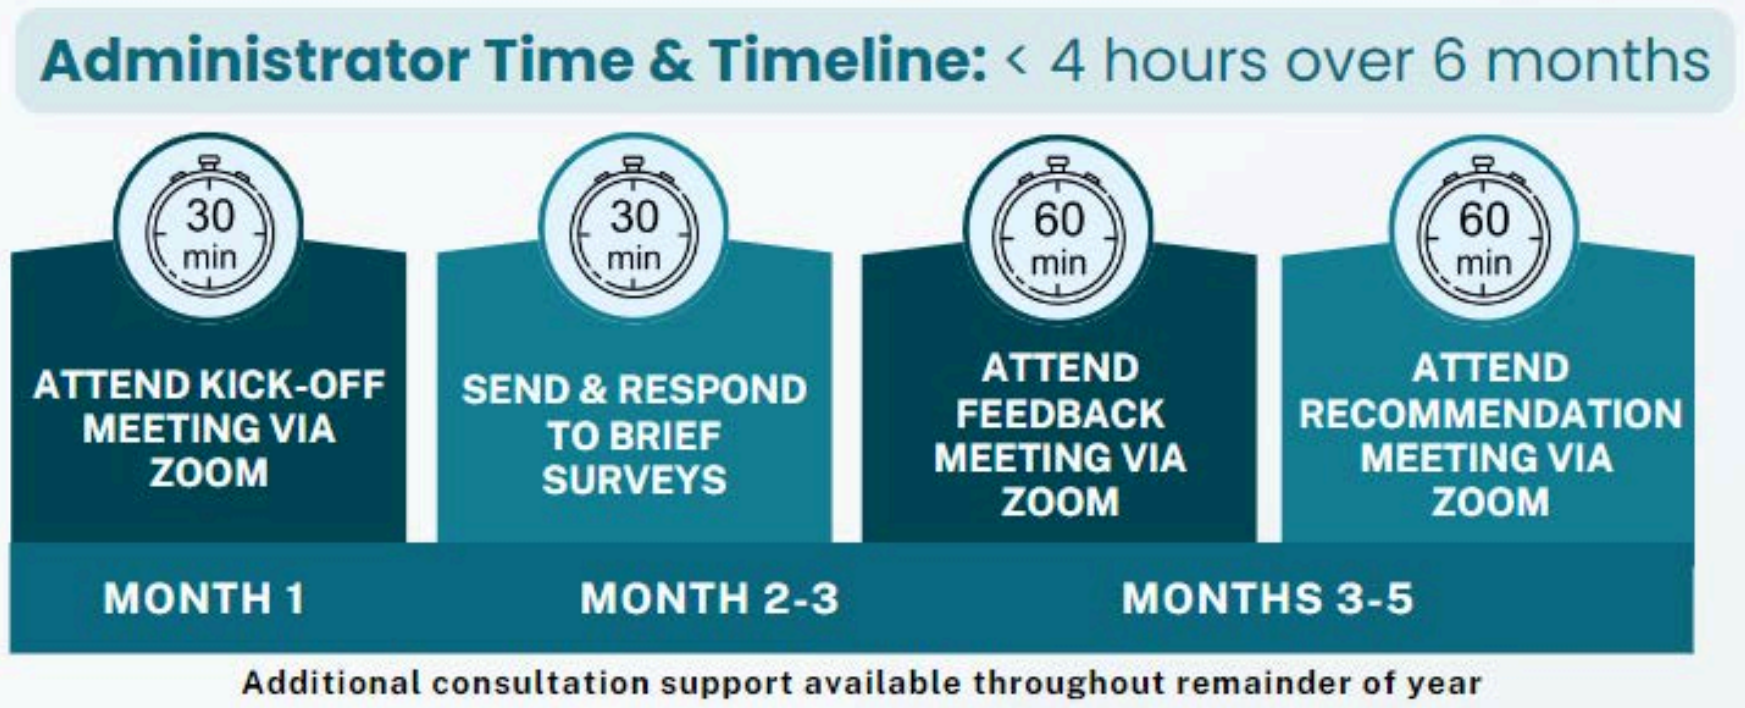 Administrator Time & Timeline: < 4 hours over 6 months
30
min
ATTEND KICK-OFF
MEETING VIA
ZOOM
30
min
SEND & RESPOND
TO BRIEF
SURVEYS
60
min
ATTEND
FEEDBACK
MEETING VIA
ZOOM
60
min
ATTEND
RECOMMENDATION
MEETING VIA
ZOOM
MONTH 1
MONTH 2-3
MONTHS 3-5
Additional consultation support available throughout remainder of year